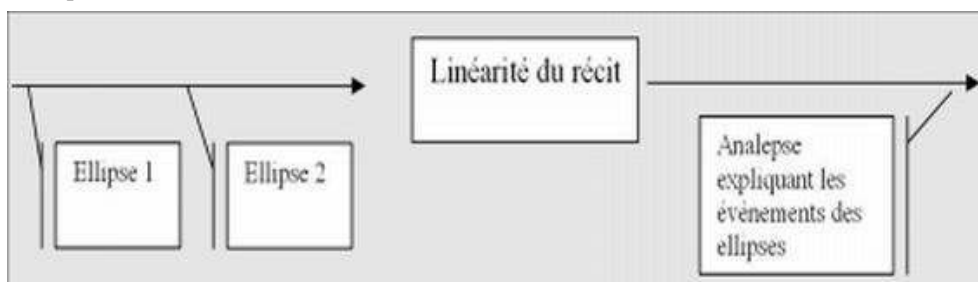 Linéarité du récit
Ellipse 1
Ellipse 2
Analepse
expliquant les
évènements des
ellipses